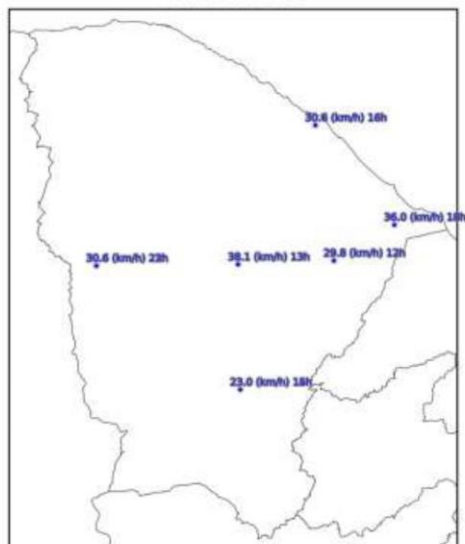 30.6 (km/h) 16h
36.0 (km/h) 18h
30.6 (km/h) 23h
38.1 (km/h) 13h
29.8 (km/h) 12h
23.0 (km/h) 18h